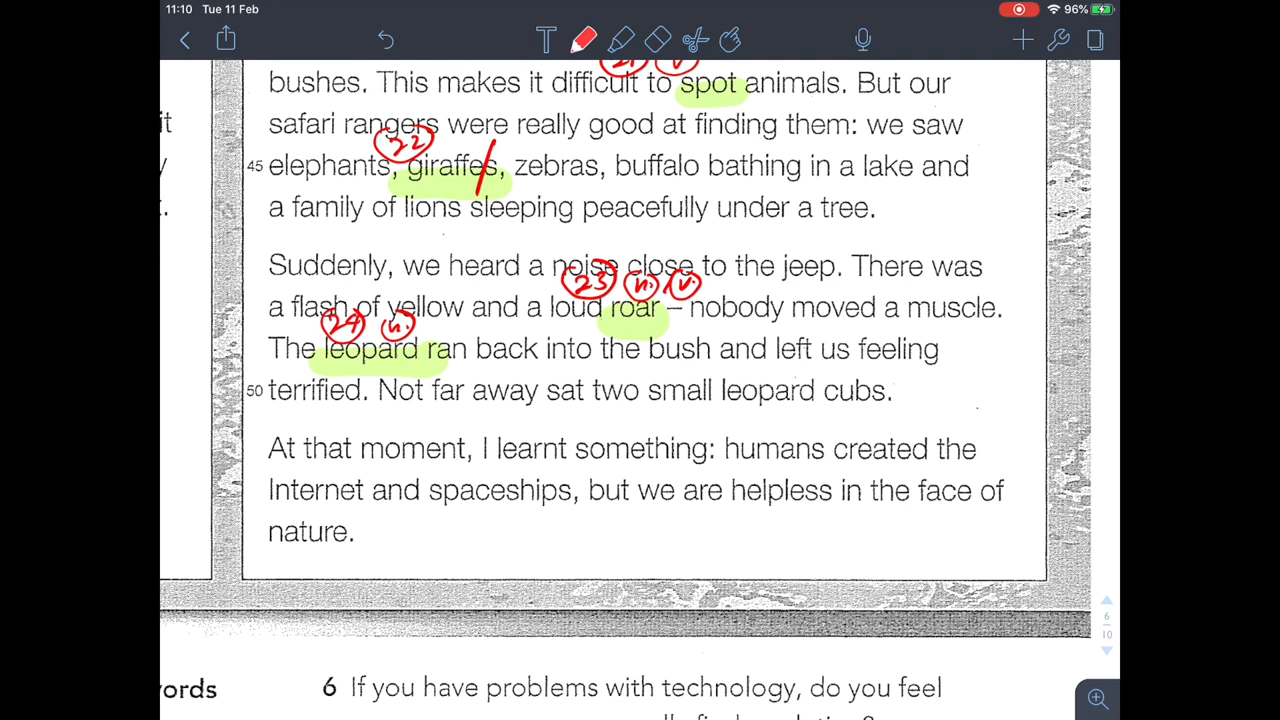 11:10 Tue 11 Feb
96%
T
21 v.
bushes. This makes it difficult to spot animals. But our
it
safari rangers were really good at finding them: we saw
22
45 elephants, giraffes, zebras, buffalo bathing in a lake and
y
a family of lions sleeping peacefully under a tree.
t.
Suddenly, we heard a noise close to the jeep. There was
23 n. v.
a flash of yellow and a loud roar – nobody moved a muscle.
24 n.
The leopard ran back into the bush and left us feeling
50 terrified. Not far away sat two small leopard cubs.
At that moment, I learnt something: humans created the
Internet and spaceships, but we are helpless in the face of
nature.
6
10
vords
6 If you have problems with technology, do you feel